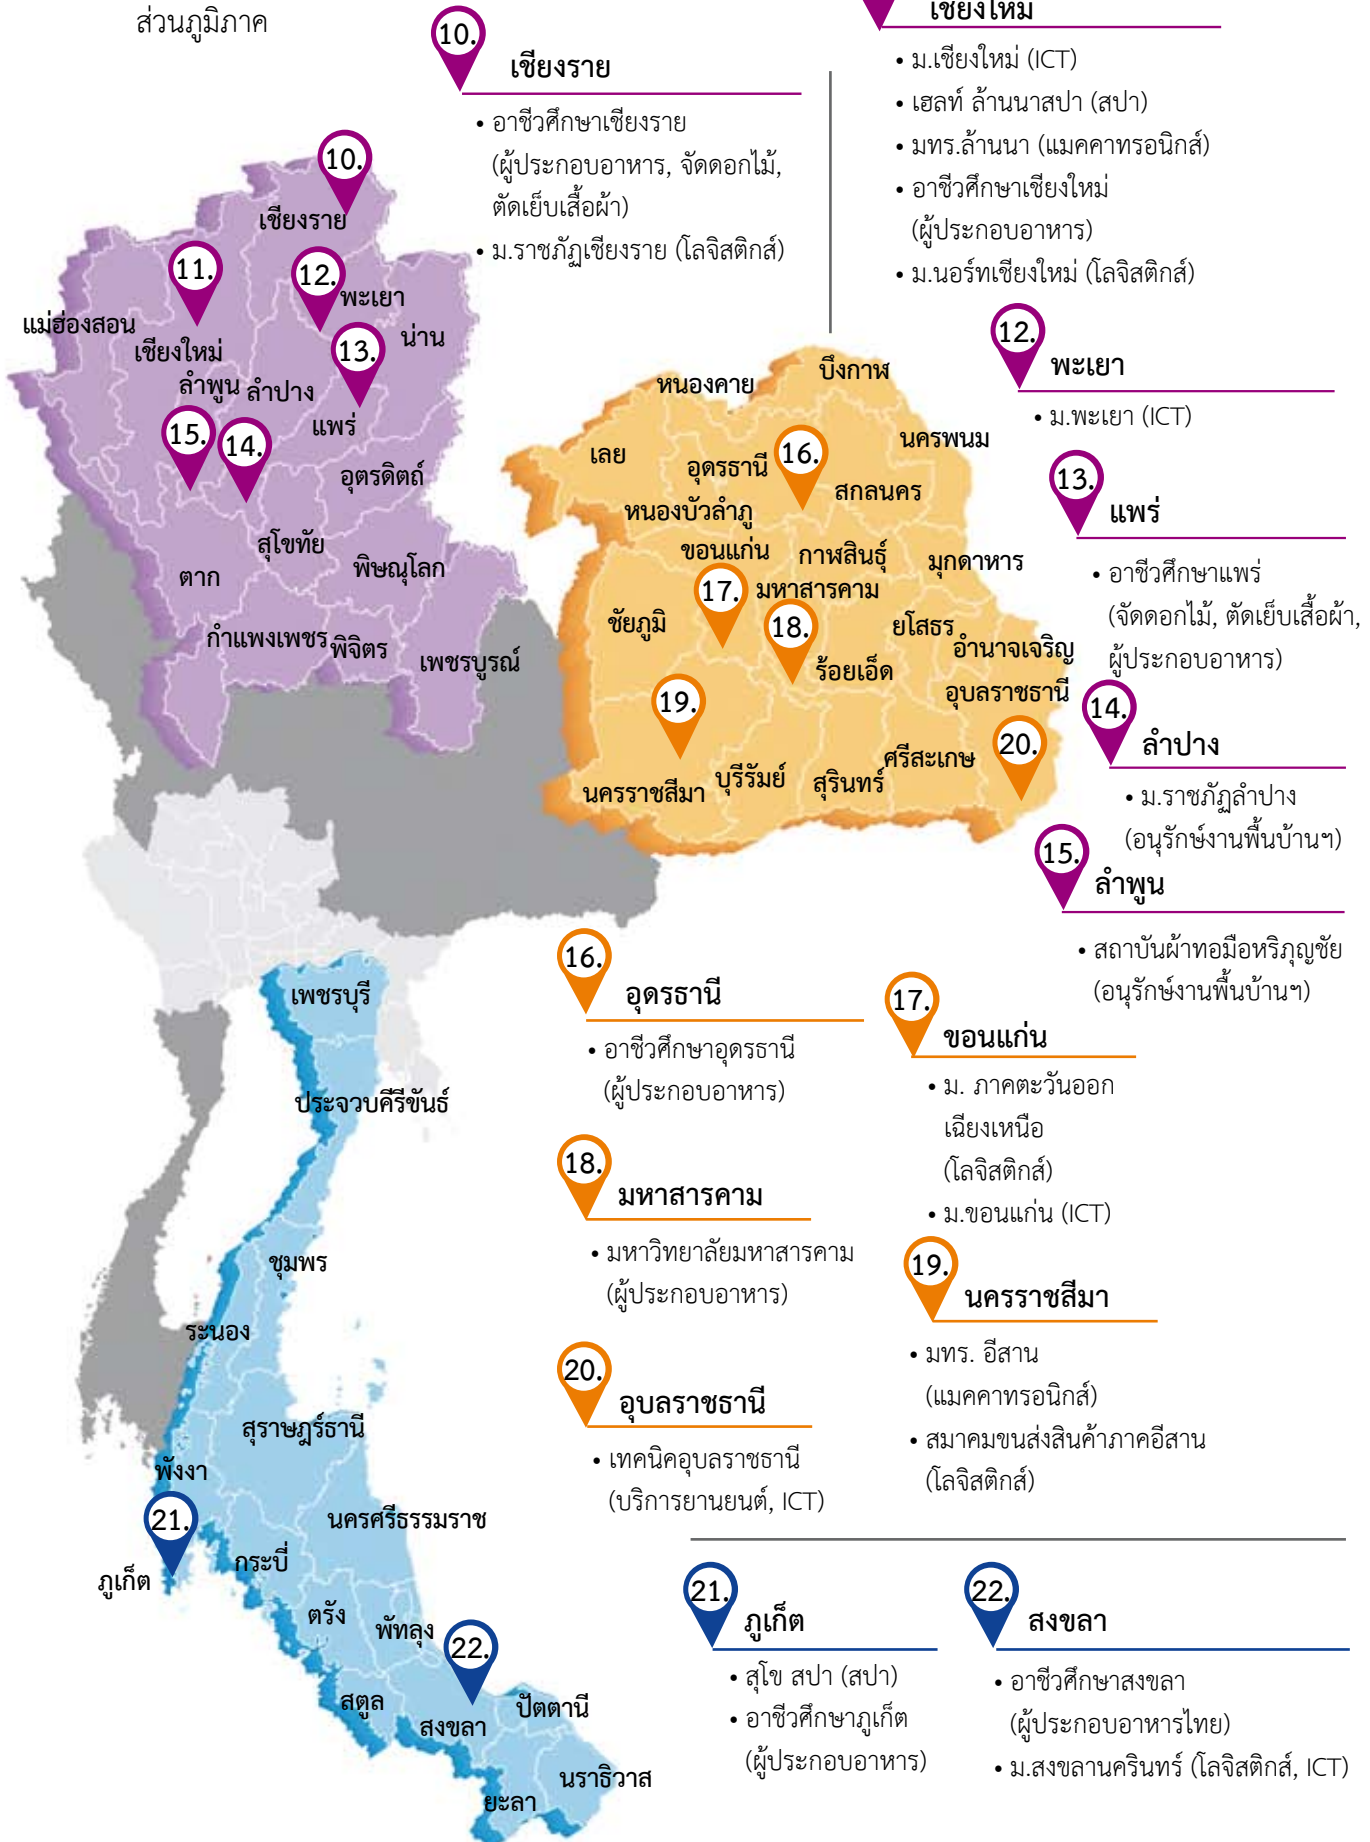 ส่วนภูมิภาค
10.
เชียงราย
• อาชีวศึกษาเชียงราย
(ผู้ประกอบอาหาร, จัดดอกไม้,
ตัดเย็บเสื้อผ้า)
• ม.ราชภัฏเชียงราย (โลจิสติกส์)
เชียงใหม่
• ม.เชียงใหม่ (ICT)
• เฮลท์ ล้านนาสปา (สปา)
• มทร.ล้านนา (แมคคาทรอนิกส์)
• อาชีวศึกษาเชียงใหม่
(ผู้ประกอบอาหาร)
• ม.นอร์ทเชียงใหม่ (โลจิสติกส์)
12.
พะเยา
• ม.พะเยา (ICT)
13.
แพร่
• อาชีวศึกษาแพร่
(จัดดอกไม้, ตัดเย็บเสื้อผ้า,
ผู้ประกอบอาหาร)
14.
ลำปาง
• ม.ราชภัฏลำปาง
(อนุรักษ์งานพื้นบ้านฯ)
15.
ลำพูน
• สถาบันผ้าทอมือหริภุญชัย
(อนุรักษ์งานพื้นบ้านฯ)
10.
เชียงราย
11.
12.
พะเยา
แม่ฮ่องสอน
เชียงใหม่
13.
น่าน
ลำพูน ลำปาง
แพร่
15.
14.
อุตรดิตถ์
สุโขทัย
ตาก
พิษณุโลก
กำแพงเพชร
พิจิตร
เพชรบูรณ์
บึงกาฬ
หนองคาย
นครพนม
เลย
อุดรธานี
16.
สกลนคร
หนองบัวลำภู
ขอนแก่น
กาฬสินธุ์
มุกดาหาร
17.
มหาสารคาม
ชัยภูมิ
18.
ยโสธร
อำนาจเจริญ
ร้อยเอ็ด
อุบลราชธานี
19.
20.
ศรีสะเกษ
บุรีรัมย์
สุรินทร์
นครราชสีมา
16.
อุดรธานี
• อาชีวศึกษาอุดรธานี
(ผู้ประกอบอาหาร)
17.
ขอนแก่น
• ม. ภาคตะวันออก
เฉียงเหนือ
(โลจิสติกส์)
• ม.ขอนแก่น (ICT)
18.
มหาสารคาม
• มหาวิทยาลัยมหาสารคาม
(ผู้ประกอบอาหาร)
19.
นครราชสีมา
• มทร. อีสาน
(แมคคาทรอนิกส์)
• สมาคมขนส่งสินค้าภาคอีสาน
(โลจิสติกส์)
20.
อุบลราชธานี
• เทคนิคอุบลราชธานี
(บริการยานยนต์, ICT)
เพชรบุรี
ประจวบคีรีขันธ์
ชุมพร
ระนอง
สุราษฎร์ธานี
พังงา
21.
นครศรีธรรมราช
กระบี่
ภูเก็ต
ตรัง
พัทลุง
22.
สตูล
สงขลา
ปัตตานี
นราธิวาส
ยะลา
21.
ภูเก็ต
• สุโข สปา (สปา)
• อาชีวศึกษาภูเก็ต
(ผู้ประกอบอาหาร)
22.
สงขลา
• อาชีวศึกษาสงขลา
(ผู้ประกอบอาหารไทย)
• ม.สงขลานครินทร์ (โลจิสติกส์, ICT)